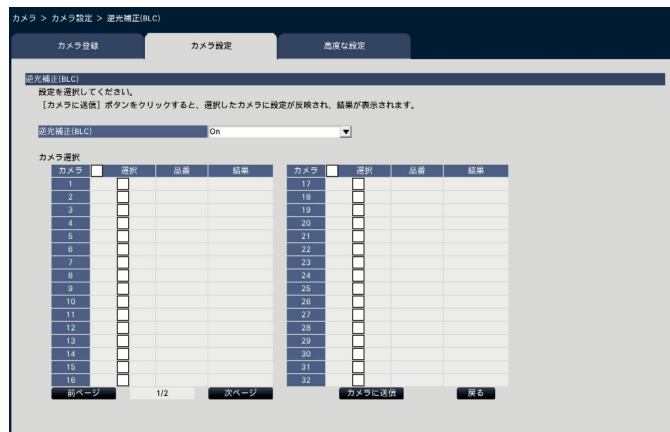 カメラ > カメラ設定 > 逆光補正(BLC)
カメラ登録 カメラ設定 高度な設定
逆光補正(BLC)
設定を選択してください。
[カメラに送信] ボタンをクリックすると、選択したカメラに設定が反映され、結果が表示されます。
逆光補正(BLC) On
カメラ選択
カメラ 選択 品番 結果 カメラ 選択 品番 結果
1 17
2 18
3 19
4 20
5 21
6 22
7 23
8 24
9 25
10 26
11 27
12 28
13 29
14 30
15 31
16 32
前ページ 1/2 次ページ カメラに送信 戻る